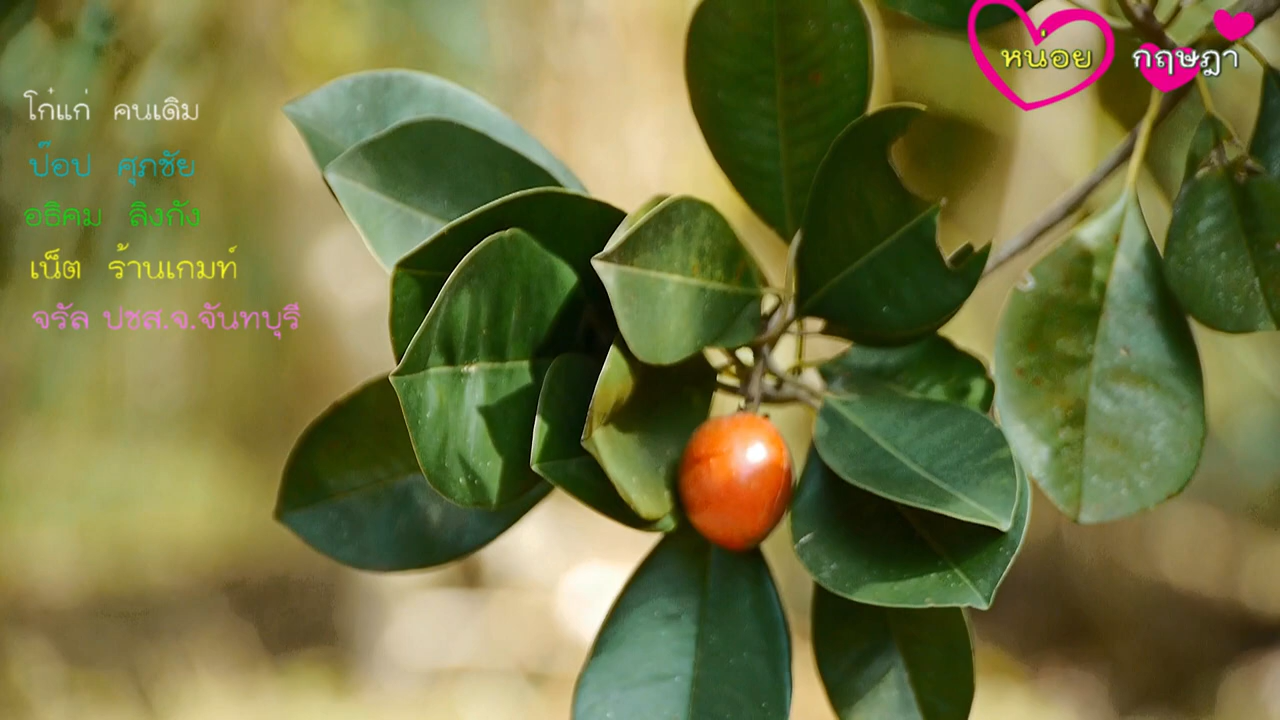 โก๋แก่ คนเดิม
ป๊อป ศุภชัย
อธิคม ลิงกัง
เน็ต ร้านเกมท์
จรัล ปชส.จ.จันทบุรี
หน่อย กฤษฎา